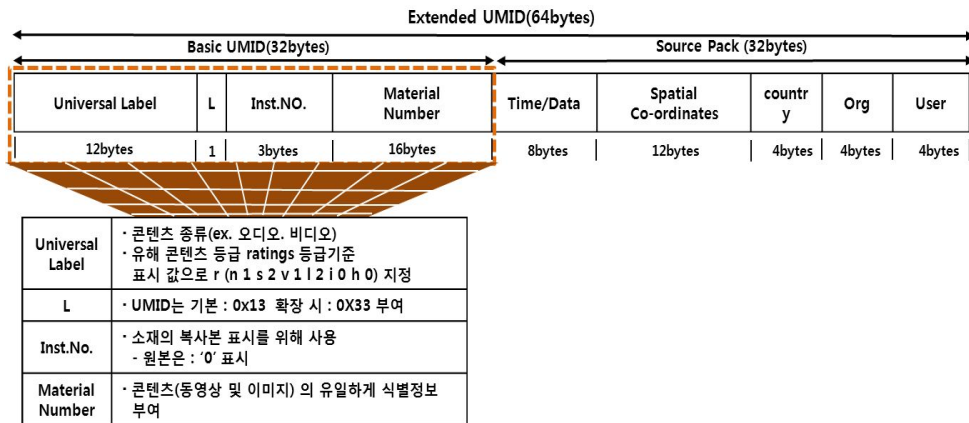 Extended UMID(64bytes)
Basic UMID(32bytes)
Source Pack (32bytes)
Universal Label
L
Inst.NO.
Material
Number
Time/Data
Spatial
Co-ordinates
countr
y
Org
User
12bytes
1
3bytes
16bytes
8bytes
12bytes
4bytes
4bytes
4bytes
Universal
Label
· 콘텐츠 종류(ex. 오디오. 비디오)
· 유해 콘텐츠 등급 ratings 등급기준
표시 값으로 r (n 1 s 2 v 1 l 2 i 0 h 0) 지정
L
· UMID는 기본 : 0x13 확장 시 : 0X33 부여
Inst.No.
· 소재의 복사본 표시를 위해 사용
- 원본은 : ‘0’ 표시
Material
Number
· 콘텐츠(동영상 및 이미지) 의 유일하게 식별정보
부여